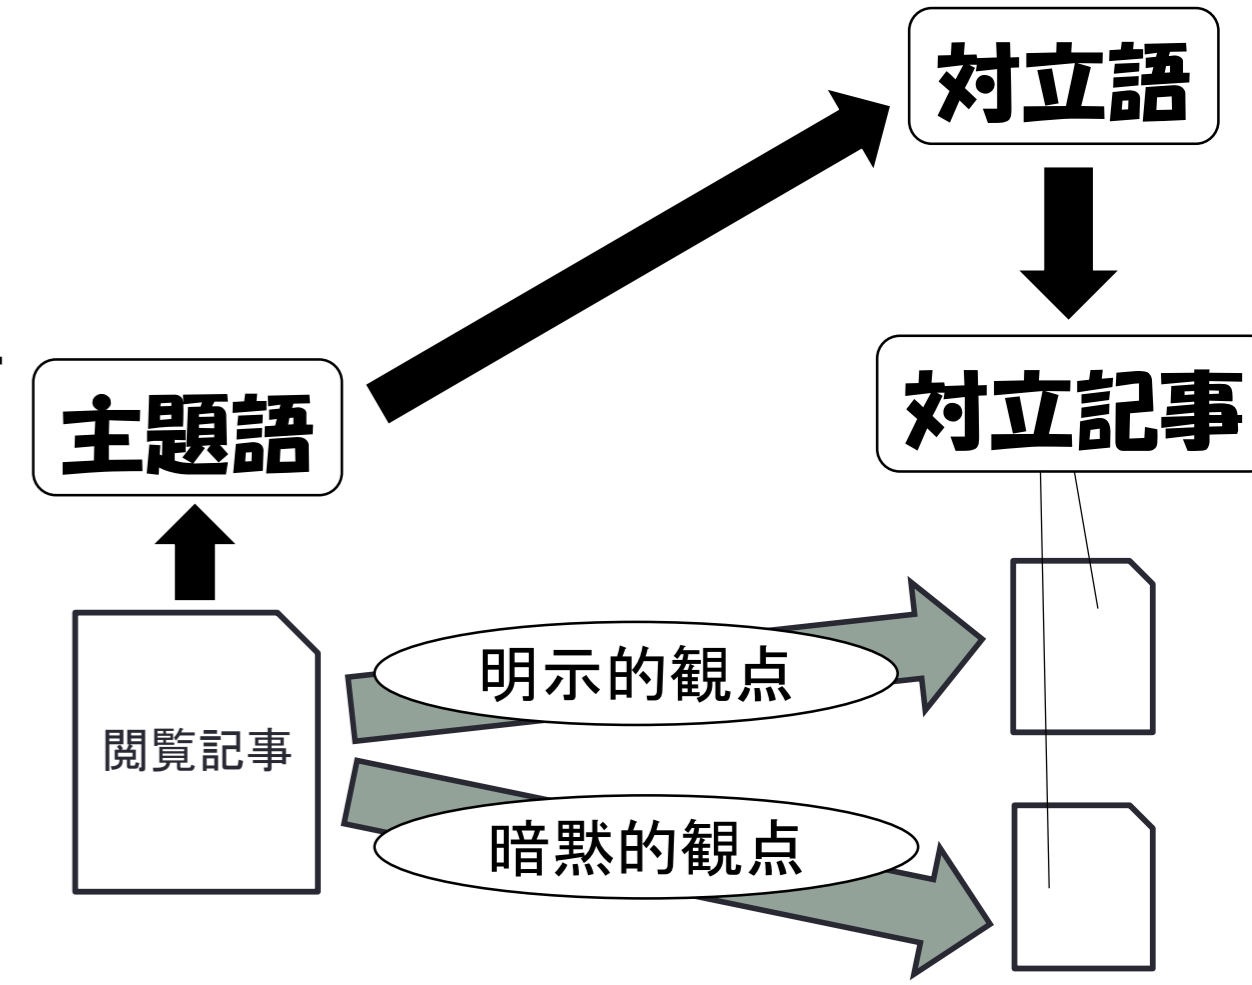 対立語
主題語
対立記事
明示的観点
閲覧記事
暗黙的観点